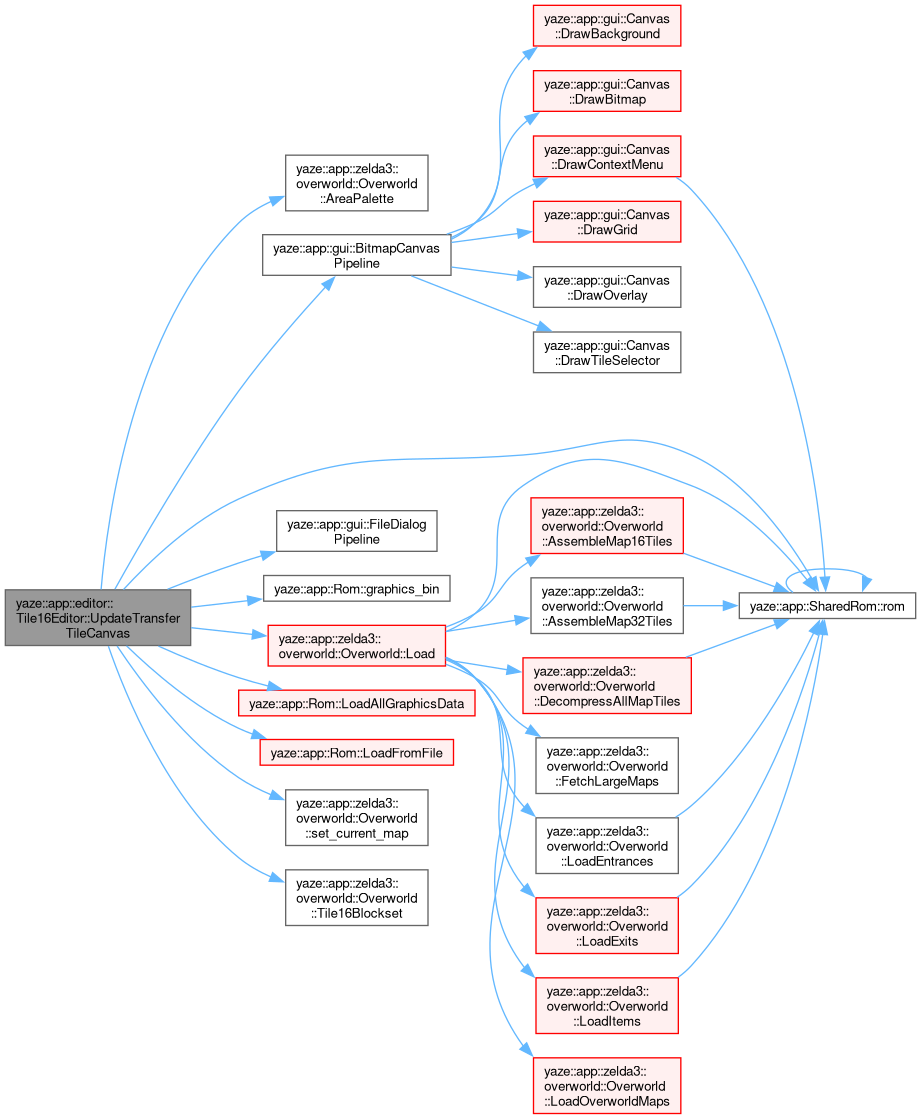 yaze::app::gui::Canvas
::DrawBackground
yaze::app::gui::Canvas
::DrawBitmap
yaze::app::gui::Canvas
::DrawContextMenu
yaze::app::zelda3::
overworld::Overworld
::AreaPalette
yaze::app::gui::Canvas
::DrawGrid
yaze::app::gui::BitmapCanvas
Pipeline
yaze::app::gui::Canvas
::DrawOverlay
yaze::app::gui::Canvas
::DrawTileSelector
yaze::app::gui::FileDialog
Pipeline
yaze::app::zelda3::
overworld::Overworld
::AssembleMap16Tiles
yaze::app::Rom::graphics_bin
yaze::app::editor::
Tile16Editor::UpdateTransfer
TileCanvas
yaze::app::zelda3::
overworld::Overworld
::AssembleMap32Tiles
yaze::app::SharedRom::rom
yaze::app::zelda3::
overworld::Overworld::Load
yaze::app::zelda3::
overworld::Overworld
::DecompressAllMapTiles
yaze::app::Rom::LoadAllGraphicsData
yaze::app::Rom::LoadFromFile
yaze::app::zelda3::
overworld::Overworld
::FetchLargeMaps
yaze::app::zelda3::
overworld::Overworld
::set_current_map
yaze::app::zelda3::
overworld::Overworld
::LoadEntrances
yaze::app::zelda3::
overworld::Overworld
::Tile16Blockset
yaze::app::zelda3::
overworld::Overworld
::LoadExits
yaze::app::zelda3::
overworld::Overworld
::LoadItems
yaze::app::zelda3::
overworld::Overworld
::LoadOverworldMaps